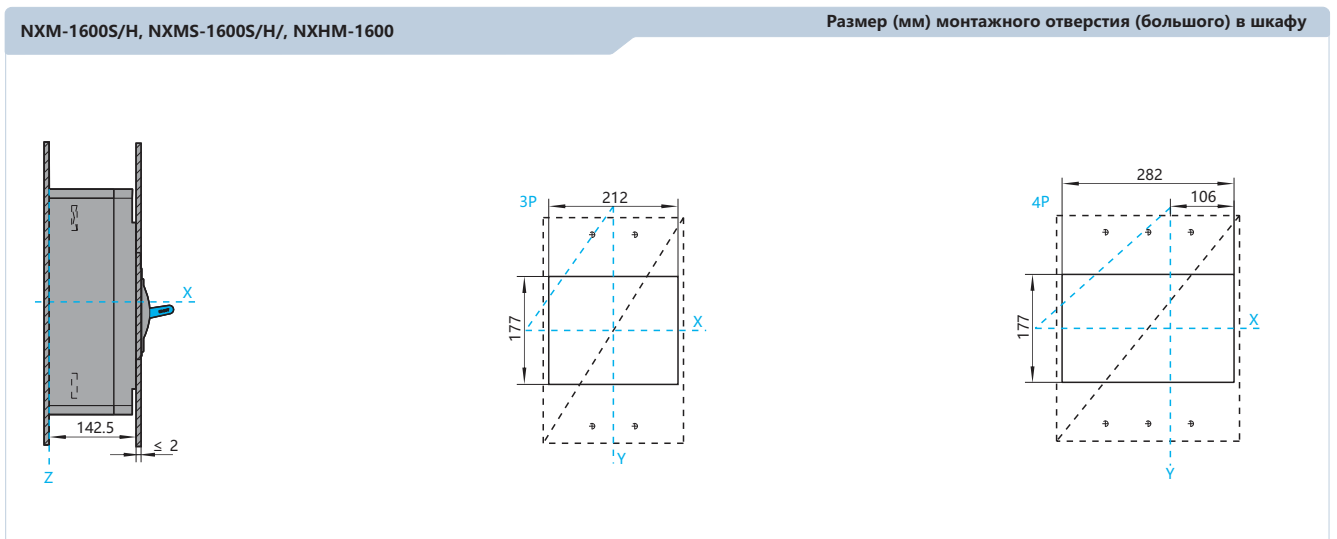 NXM-1600S/H, NXMS-1600S/H/, NXHM-1600
Размер (мм) монтажного отверстия (большого) в шкафу
X
142.5
≤ 2
Z
3P
212
177
X
Y
4P
282
106
177
X
Y